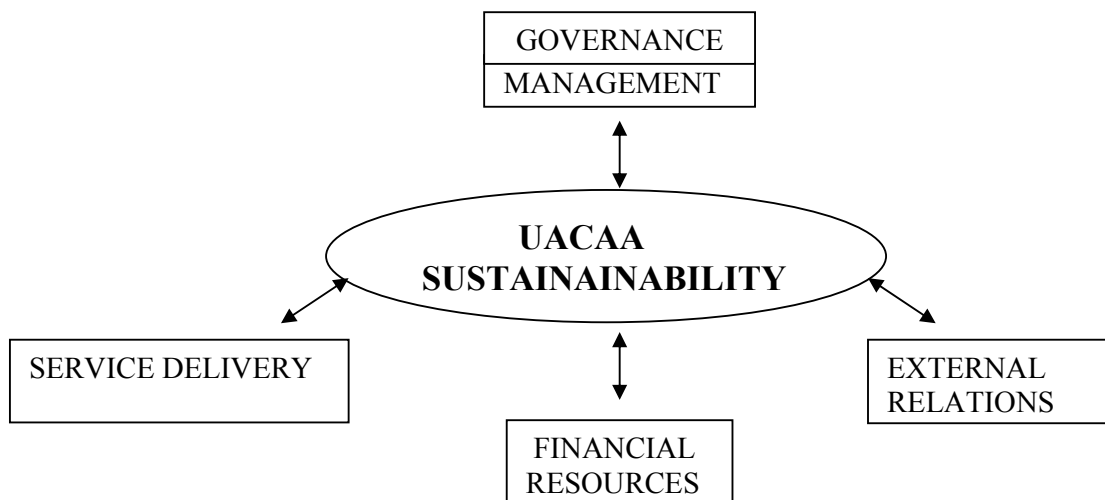 GOVERNANCE
MANAGEMENT
UACAA
SUSTAINAINABILITY
SERVICE DELIVERY
EXTERNAL
RELATIONS
FINANCIAL
RESOURCES